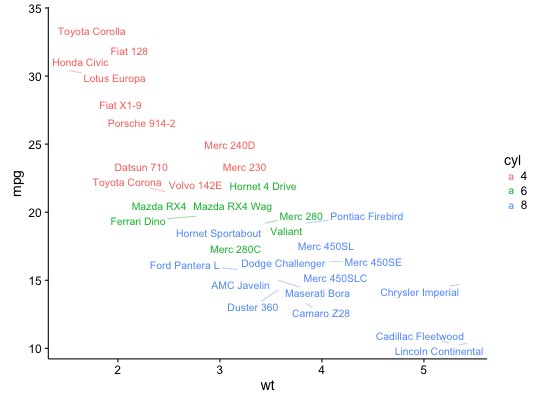 35
Toyota Corolla
Fiat 128
Honda Civic
30
Lotus Europa
Fiat X1-9
Porsche 914-2
25
Merc 240D
Datsun 710
Merc 230
Toyota Corona
Volvo 142E
Hornet 4 Drive
mpg
20
Mazda RX4
Mazda RX4 Wag
Ferrari Dino
Merc 280
Pontiac Firebird
Hornet Sportabout
Valiant
Merc 280C
Merc 450SL
Ford Pantera L
Dodge Challenger
Merc 450SE
15
AMC Javelin
Merc 450SLC
Maserati Bora
Chrysler Imperial
Duster 360
Camaro Z28
10
Cadillac Fleetwood
Lincoln Continental
2
3
4
5
wt
cyl
a 4
a 6
a 8